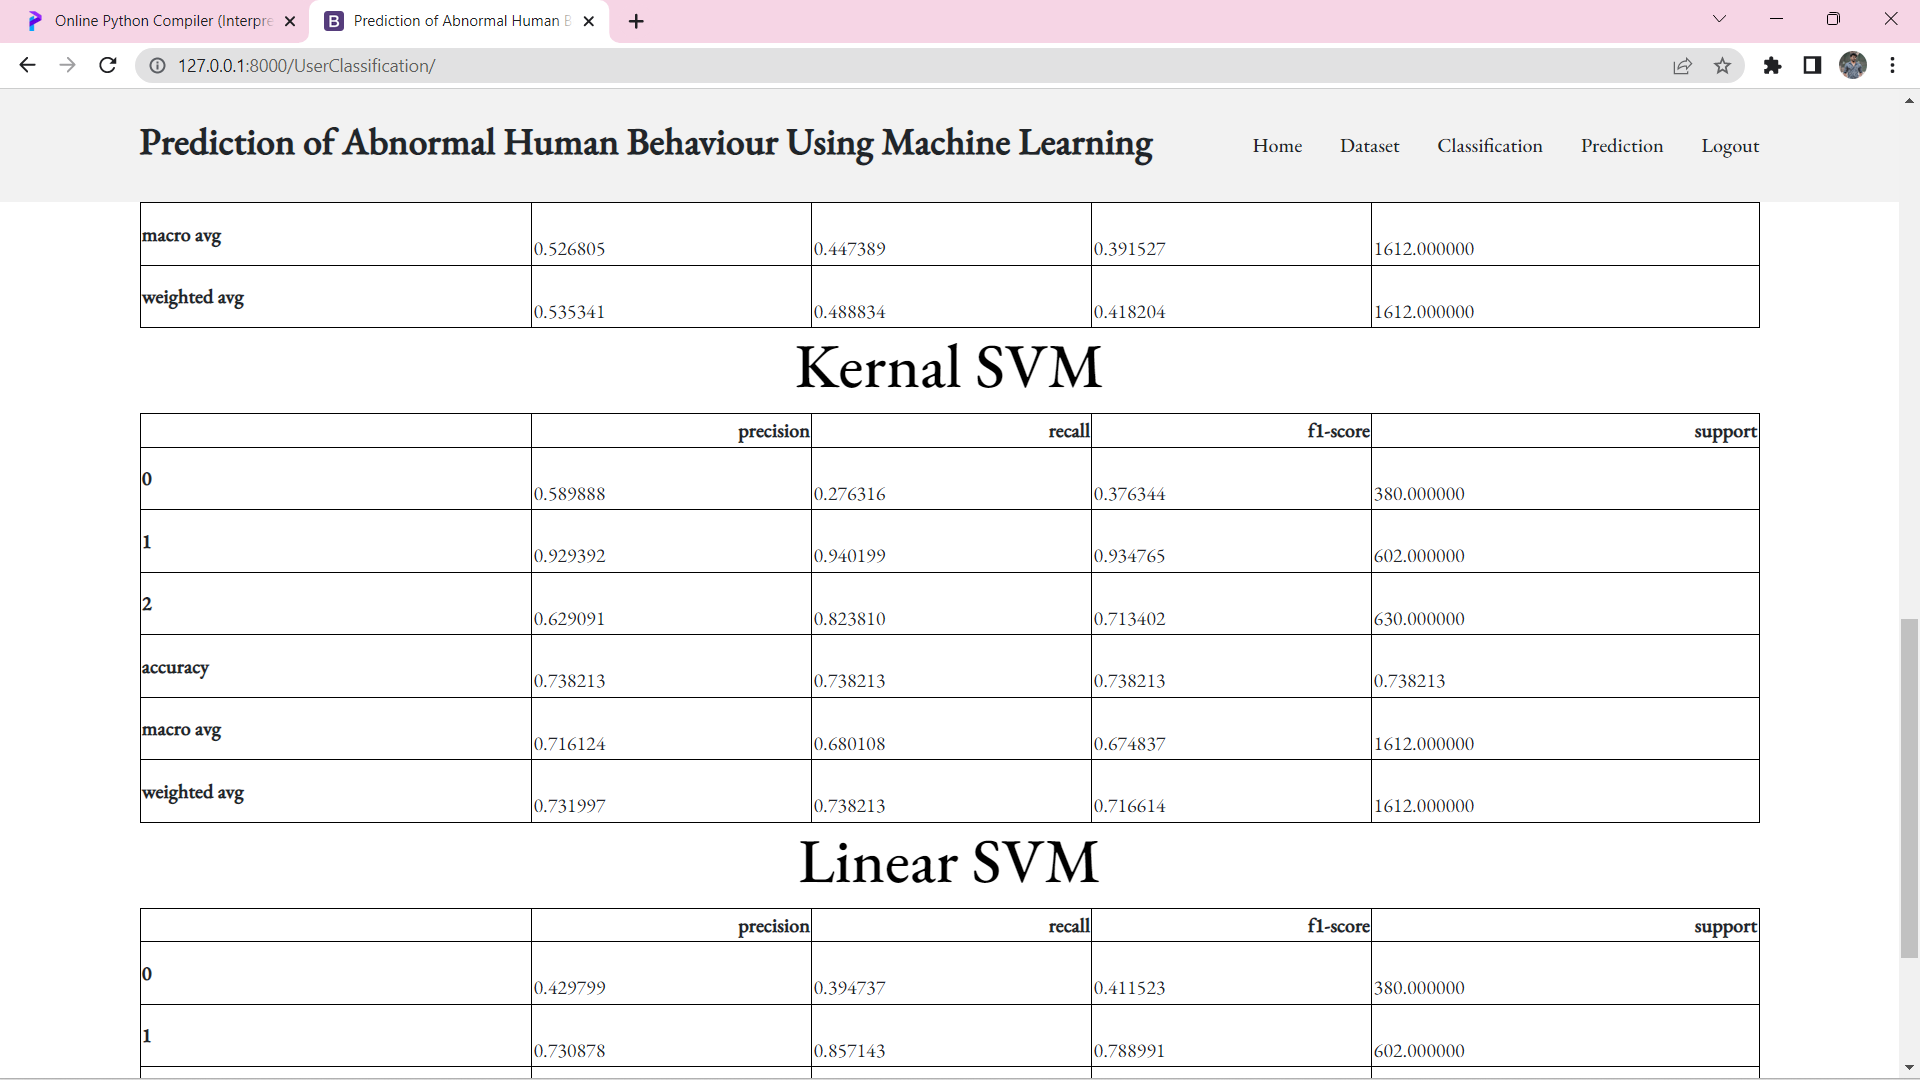 Online Python Compiler (Interpre
Prediction of Abnormal Human B
127.0.0.1:8000/UserClassification/
Prediction of Abnormal Human Behaviour Using Machine Learning
Home Dataset Classification Prediction Logout
macro avg 0.526805 0.447389 0.391527 1612.000000
weighted avg 0.535341 0.488834 0.418204 1612.000000
Kernal SVM
precision recall f1-score support
0 0.589888 0.276316 0.376344 380.000000
1 0.929392 0.940199 0.934765 602.000000
2 0.629091 0.823810 0.713402 630.000000
accuracy 0.738213 0.738213 0.738213 0.738213
macro avg 0.716124 0.680108 0.674837 1612.000000
weighted avg 0.731997 0.738213 0.716614 1612.000000
Linear SVM
precision recall f1-score support
0 0.429799 0.394737 0.411523 380.000000
1 0.730878 0.857143 0.788991 602.000000